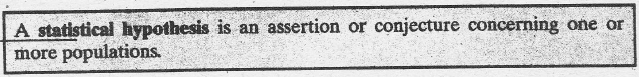 A statistical hypothesis is an assertion or conjecture concerning one or
more populations.